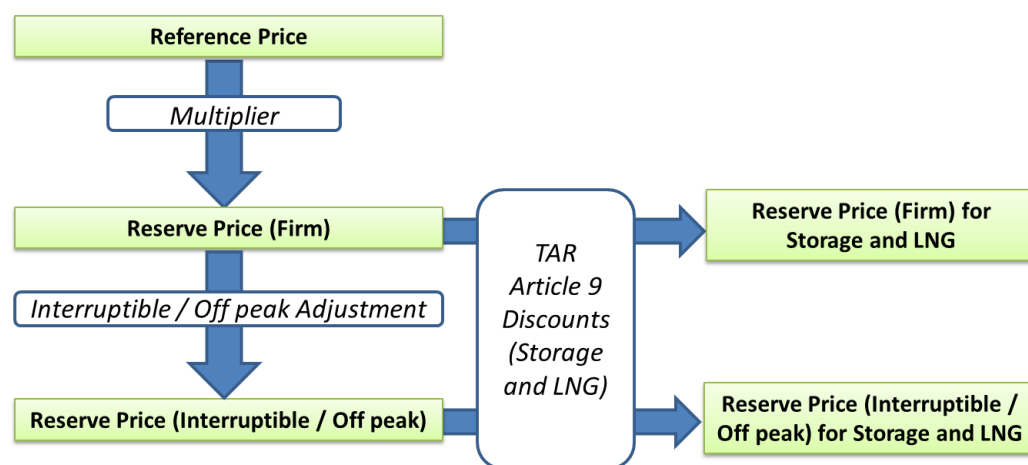 Reference Price
Multiplier
Reserve Price (Firm)
Interruptible / Off peak Adjustment
Reserve Price (Interruptible / Off peak)
TAR
Article 9
Discounts
(Storage
and LNG)
Reserve Price (Firm) for
Storage and LNG
Reserve Price (Interruptible /
Off peak) for Storage and LNG